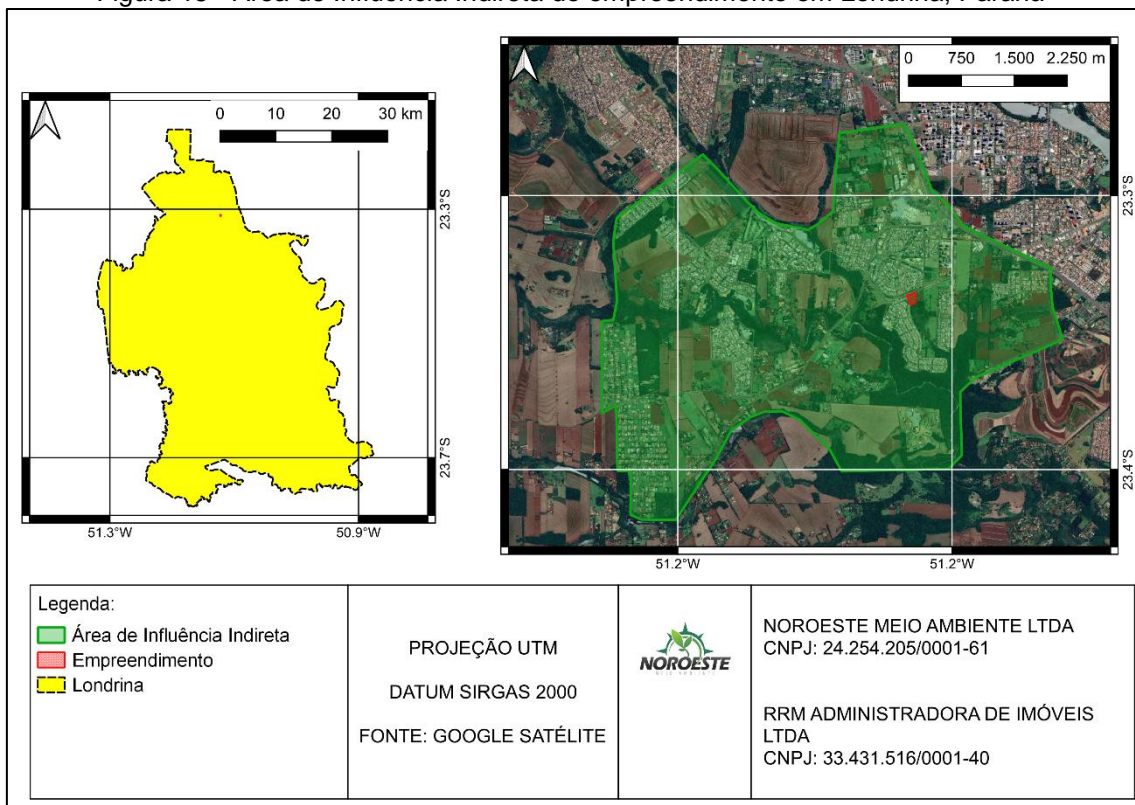 Figura 18 - Área de Influência Indireta do empreendimento em Londrina, Paraná
0 10 20 30 km
23.3°S
23.7°S
51.3°W 50.9°W
0 750 1.500 2.250 m
23.3°S
23.4°S
51.2°W 51.2°W
Legenda:
Área de Influência Indireta
Empreendimento
Londrina
PROJEÇÃO UTM
DATUM SIRGAS 2000
FONTE: GOOGLE SATÉLITE
NOROESTE
MEIO AMBIENTE
NOROESTE MEIO AMBIENTE LTDA
CNPJ: 24.254.205/0001-61
RRM ADMINISTRADORA DE IMÓVEIS
LTDA
CNPJ: 33.431.516/0001-40